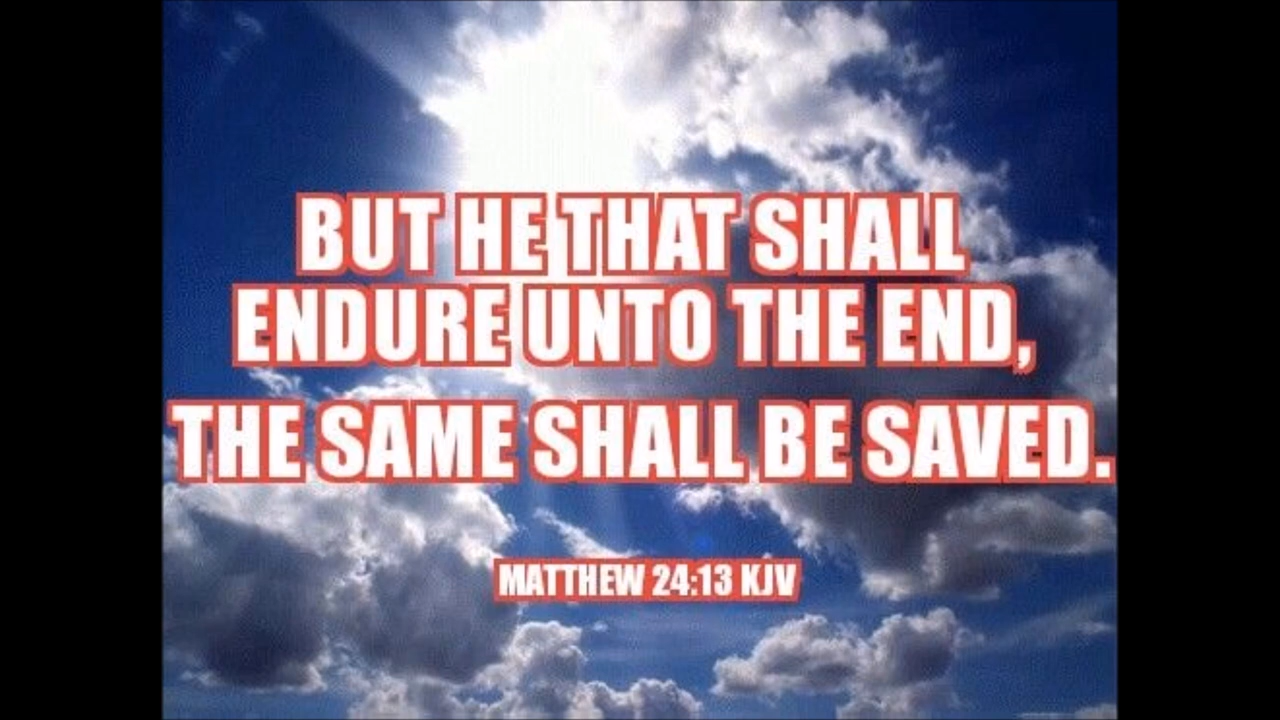 BUT HE THAT SHALL
ENDURE UNTO THE END,
THE SAME SHALL BE SAVED.
MATTHEW 24:13 KJV